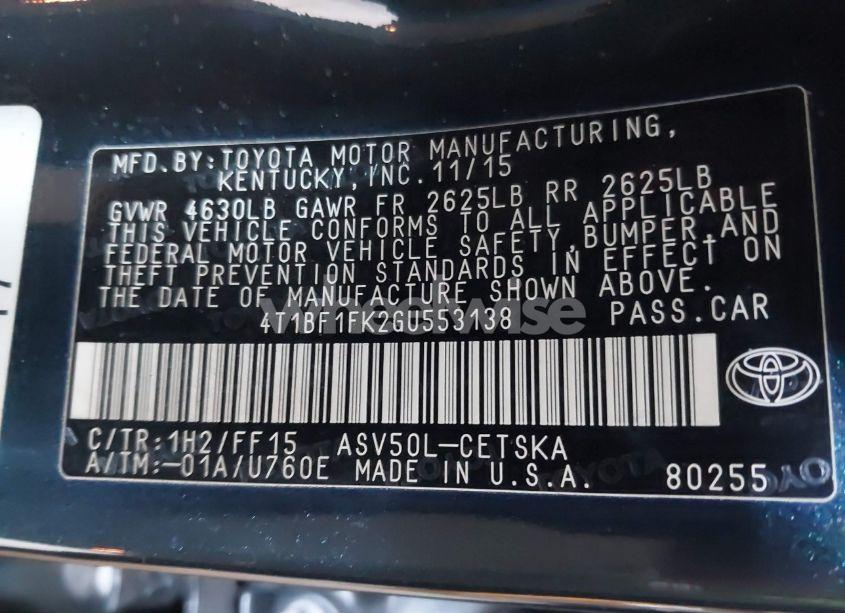 MFD.BY:TOYOTA MOTOR MANUFACTURING,
KENTUCKY,INC.11/15
GVWR 4630LB GAWR FR 2625LB RR 2625LB
THIS VEHICLE CONFORMS TO ALL APPLICABLE
FEDERAL MOTOR VEHICLE SAFETY,BUMPER,AND
THEFT PREVENTION STANDARDS IN EFFECT ON
THE DATE OF MANUFACTURE SHOWN ABOVE.
4T1BF1FK2GU553138 PASS.CAR
C/TR:1H2/FF15 ASV50L-CETSKA
A/TM:-01A/U760E MADE IN U.S.A. 80255